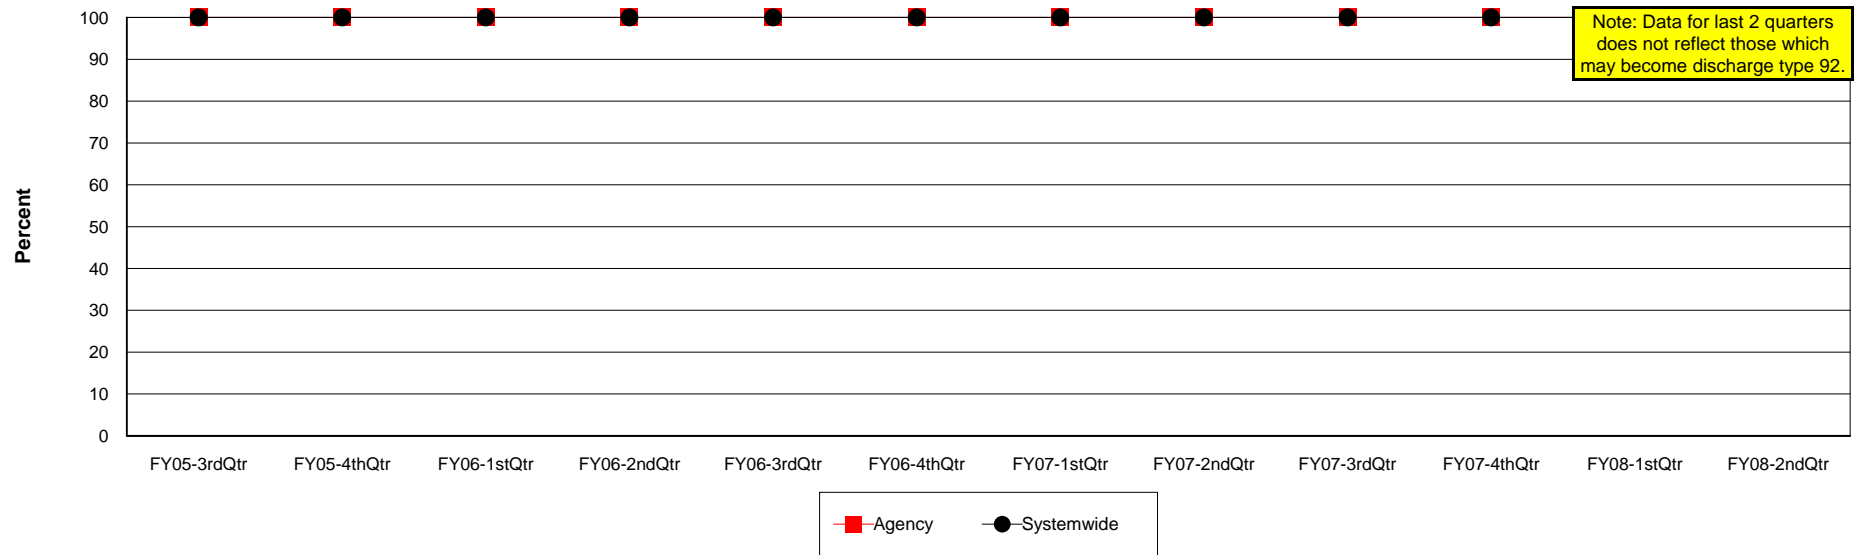 100
90
80
70
60
50
40
30
20
10
0
Percent
Note: Data for last 2 quarters
does not reflect those which
may become discharge type 92.
FY05-3rdQtr FY05-4thQtr FY06-1stQtr FY06-2ndQtr FY06-3rdQtr FY06-4thQtr FY07-1stQtr FY07-2ndQtr FY07-3rdQtr FY07-4thQtr FY08-1stQtr FY08-2ndQtr
Agency Systemwide